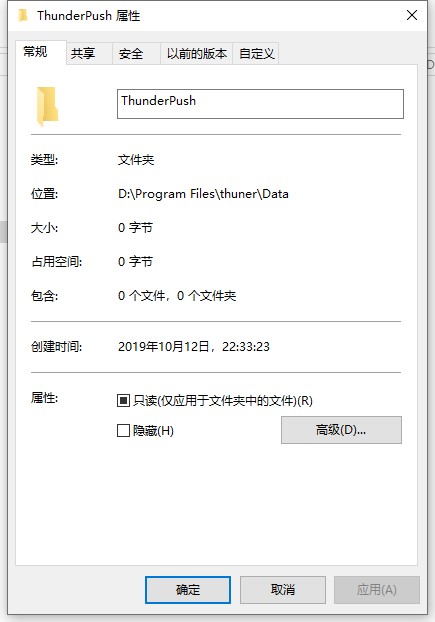 ThunderPush 属性
常规 共享 安全 以前的版本 自定义
ThunderPush
类型: 文件夹
位置: D:\Program Files\thuner\Data
大小: 0 字节
占用空间: 0 字节
包含: 0 个文件，0 个文件夹
创建时间: 2019年10月12日，22:33:23
属性: 只读(仅应用于文件夹中的文件)(R)
隐藏(H) 高级(D)...
确定 取消 应用(A)